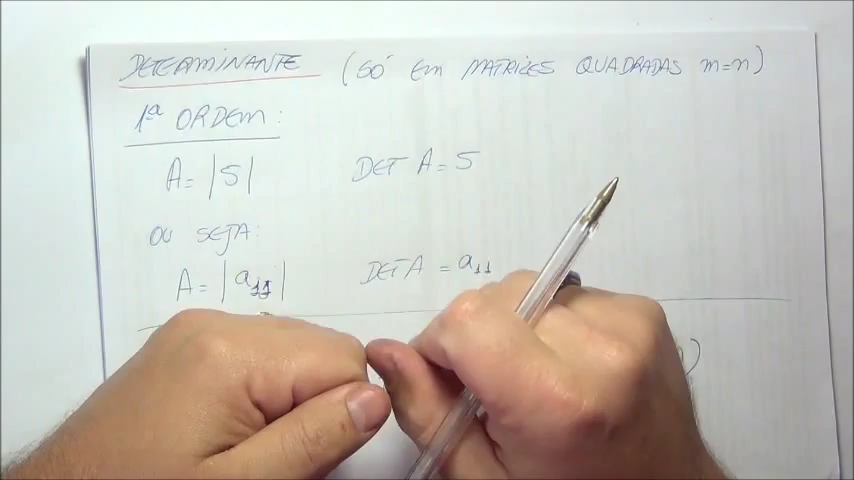 DETERMINANTE (SÓ EM MATRIZES QUADRADAS m=n)
1ª ORDEM:
A= |5| DET A= 5
OU SEJA:
A= |a11| DET A = a11